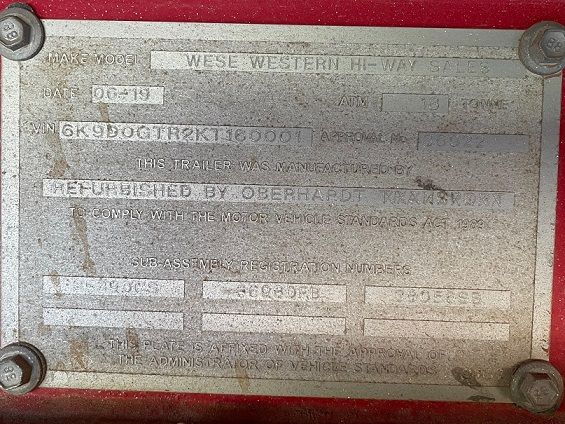 MAKE MODEL WESE WESTERN HI-WAY SALES
DATE 06-19 ATM 18 TONNE
VIN 6K9D0GTR2KT160001 APPROVAL No.
THIS TRAILER WAS MANUFACTURED BY
REFURBISHED BY OBERHARDT
TO COMPLY WITH THE MOTOR VEHICLE STANDARDS ACT 1989
SUB-ASSEMBLY REGISTRATION NUMBERS
THIS PLATE IS AFFIXED WITH THE APPROVAL OF
THE ADMINISTRATOR OF VEHICLE STANDARDS